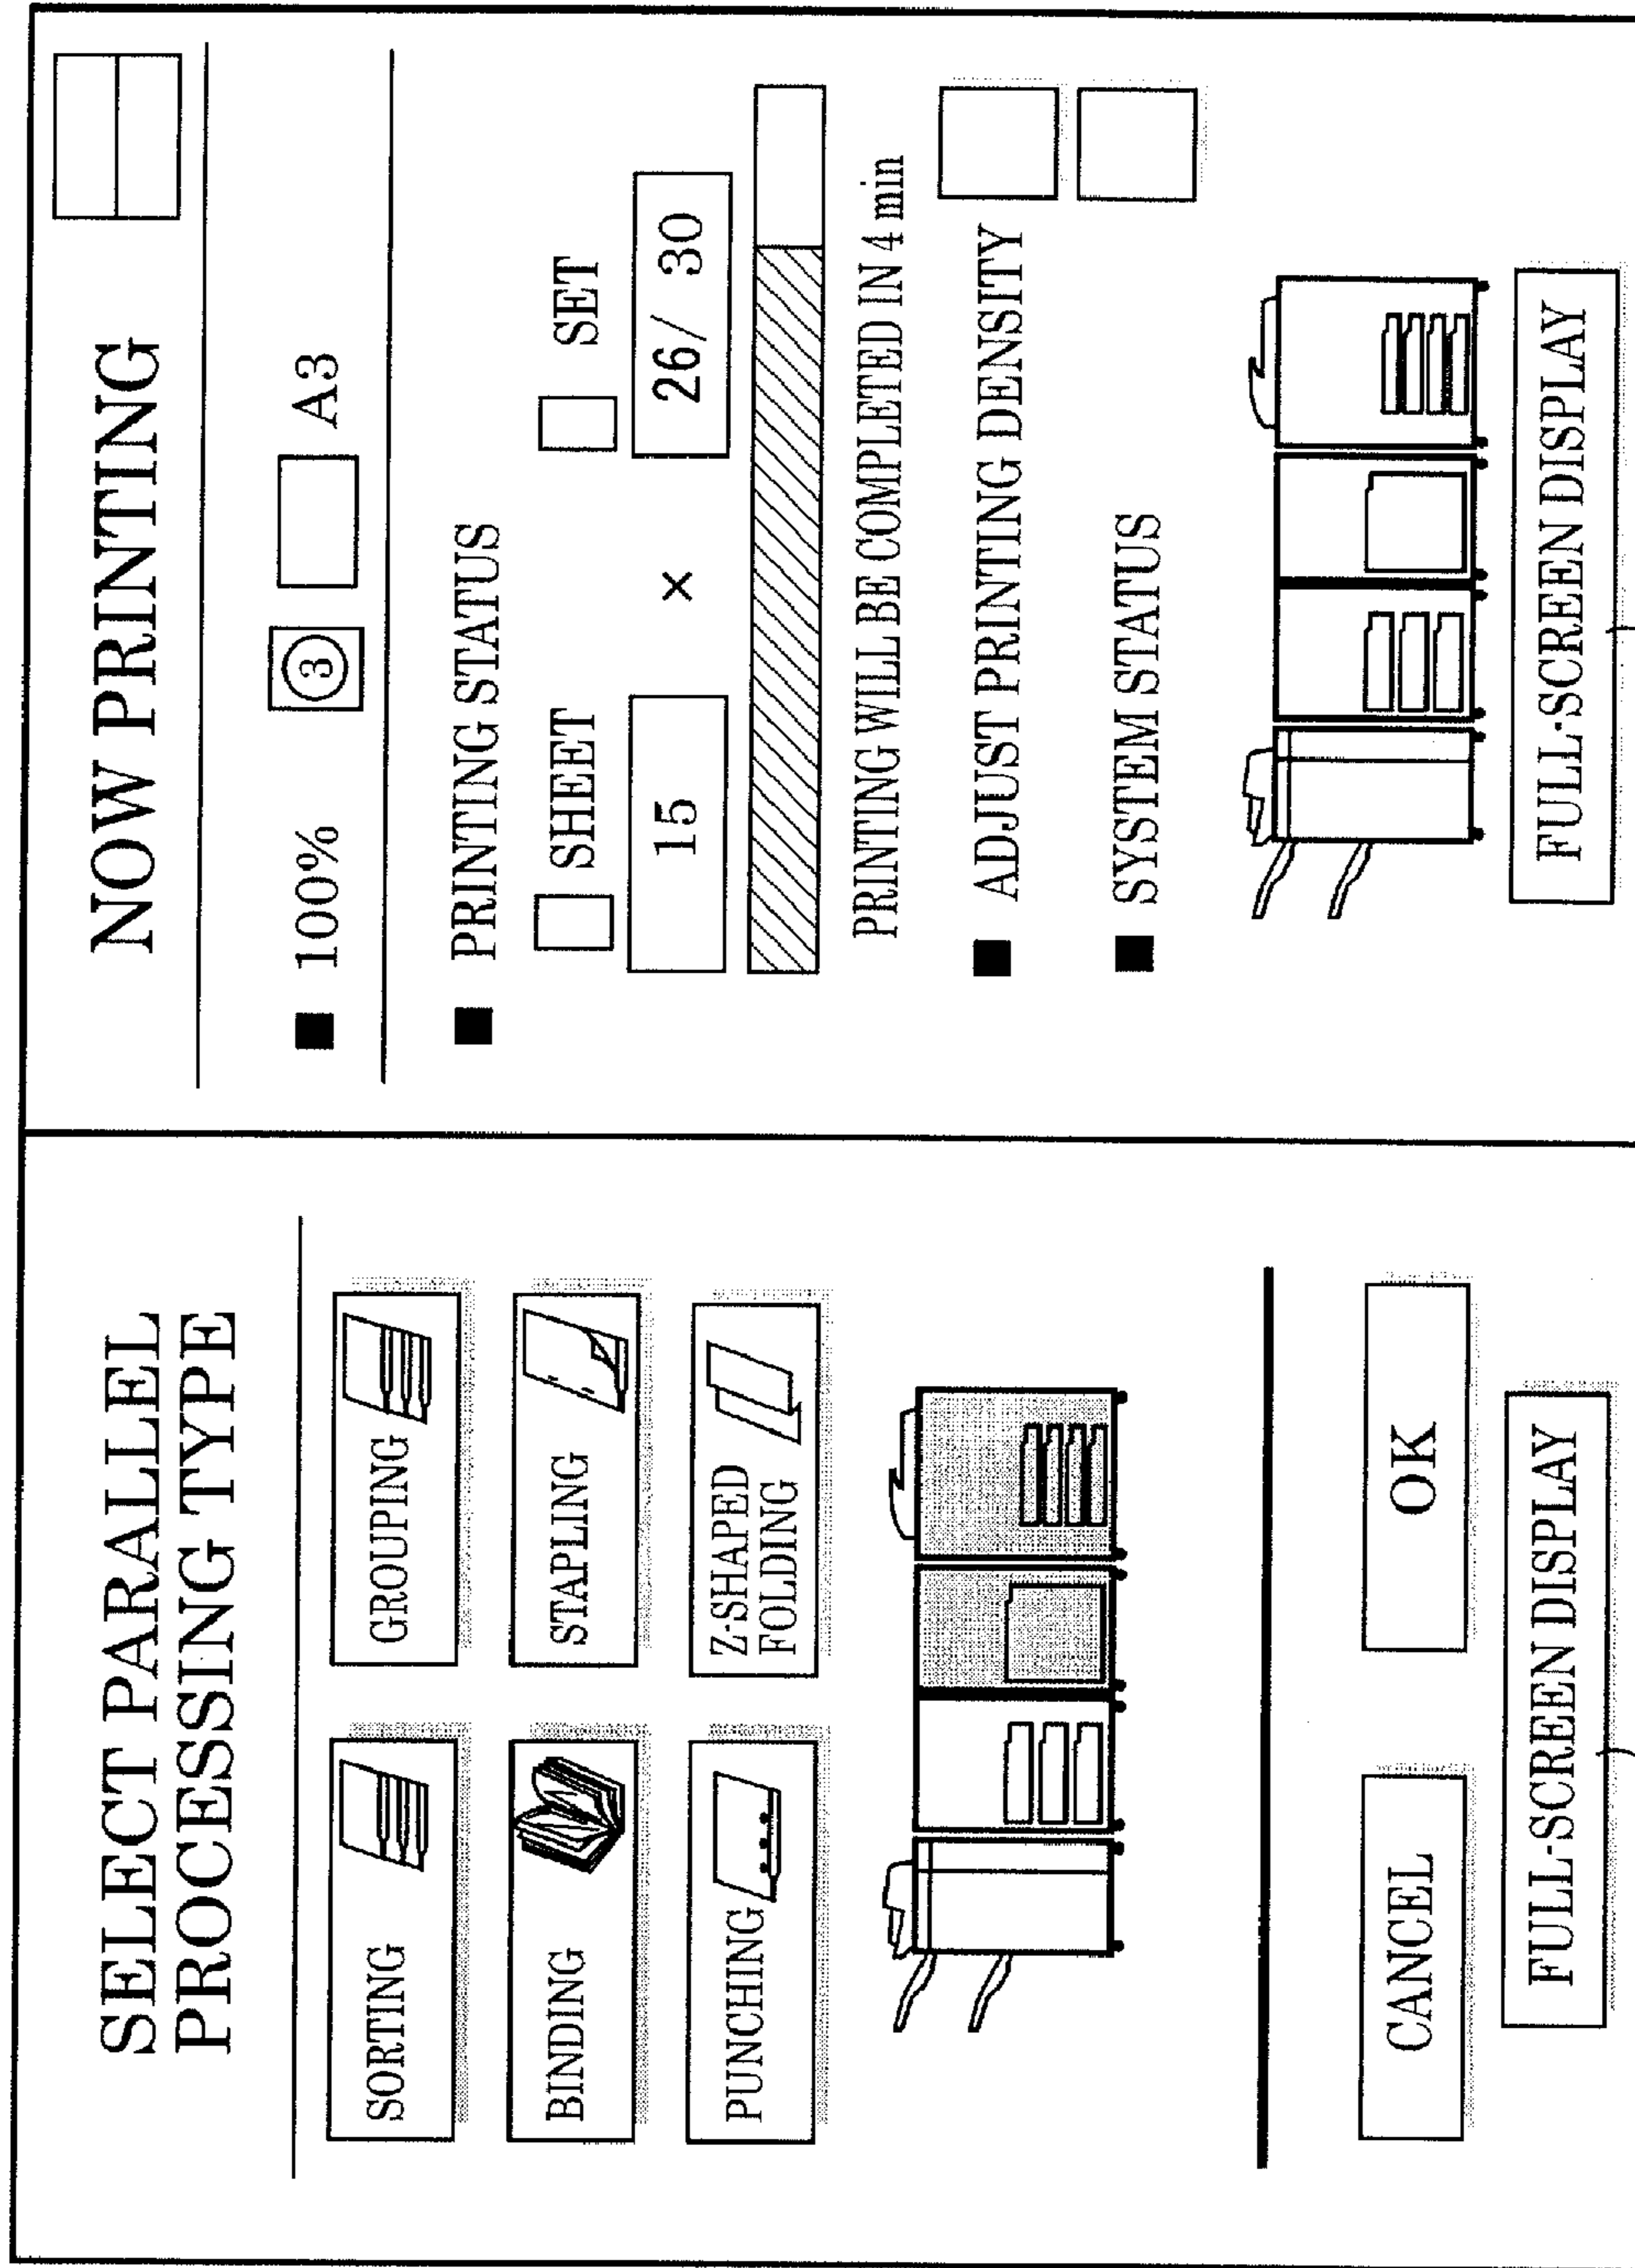 SELECT PARALLEL
PROCESSING TYPE
SORTING
GROUPING
BINDING
STAPLING
PUNCHING
Z-SHAPED
FOLDING
CANCEL
OK
FULL-SCREEN DISPLAY
NOW PRINTING
■ 100% ③ A3
■ PRINTING STATUS
SHEET SET
15 × 26/ 30
PRINTING WILL BE COMPLETED IN 4 min
■ ADJUST PRINTING DENSITY
■ SYSTEM STATUS
FULL-SCREEN DISPLAY